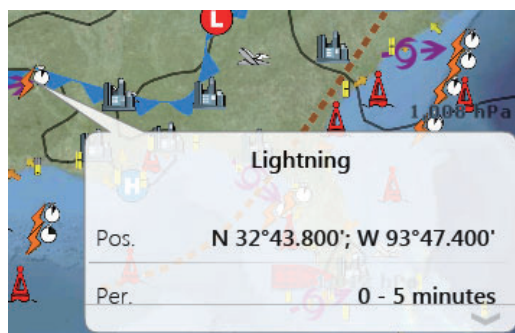 L
1,008 hPa
Lightning
H
Pos. N 32°43.800'; W 93°47.400'
Per. 0 - 5 minutes